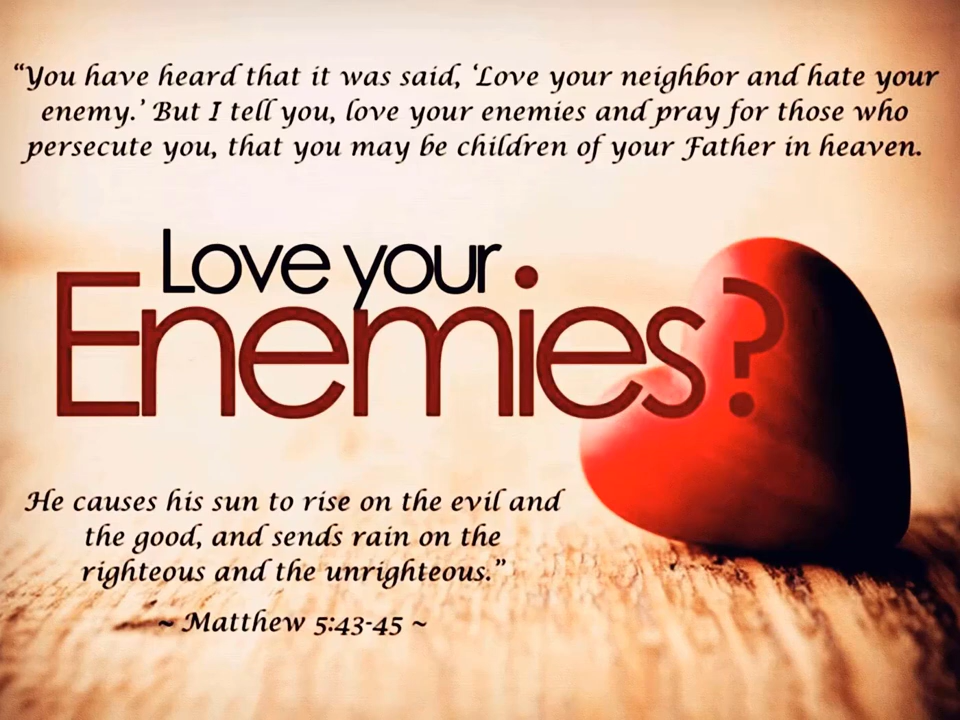 “You have heard that it was said, ‘Love your neighbor and hate your
enemy.’ But I tell you, love your enemies and pray for those who
persecute you, that you may be children of your Father in heaven.
Love your
Enemies?
He causes his sun to rise on the evil and
the good, and sends rain on the
righteous and the unrighteous.”
~ Matthew 5:43-45 ~